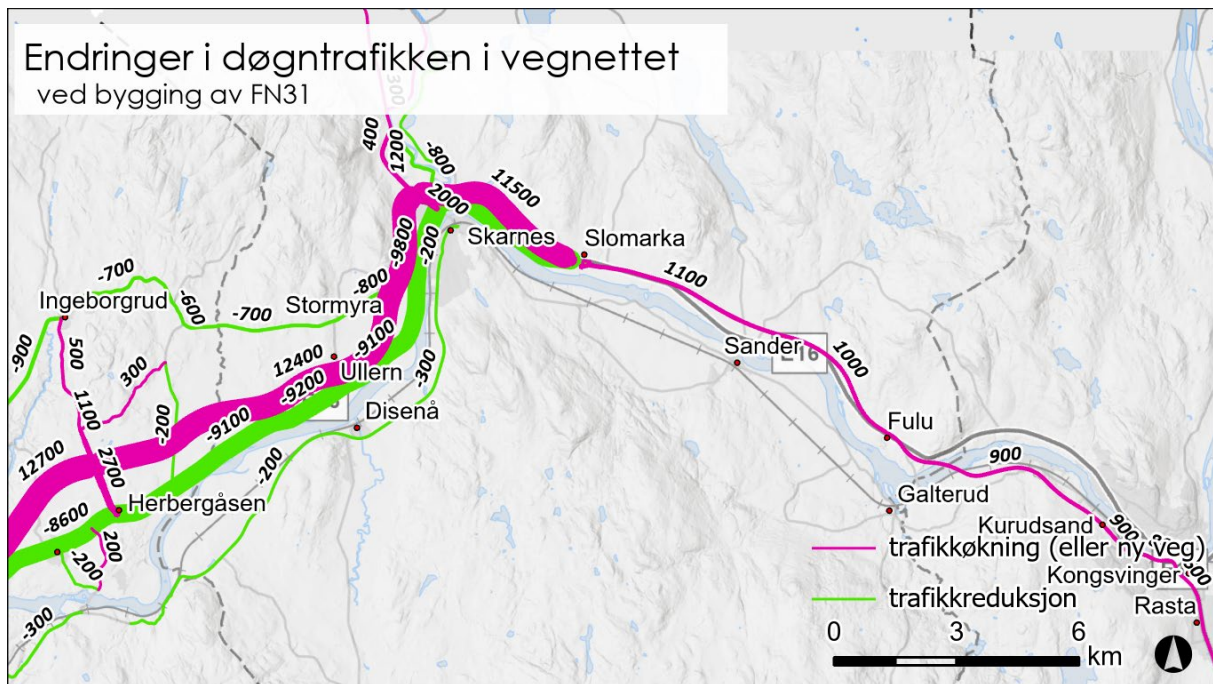 Endringer i døgntrafikken i vegnettet
ved bygging av FN31
300
400
1200
-800
2000
11500
-9800
-200
Skarnes
Slomarka
1100
-700
Ingeborgrud
-600
-700
Stormyra
-800
-900
500
300
12400
-9100
Ullern
-9200
-300
Sander
E 16
1000
1100
-200
-9100
Disenå
Fulu
12700
2700
-200
900
Herbergåsen
Galterud
-8600
200
Kurudsand
900
trafikkøkning (eller ny veg)
-200
Kongsvinger
trafikkreduksjon
Rasta
-300
0 3 6
km